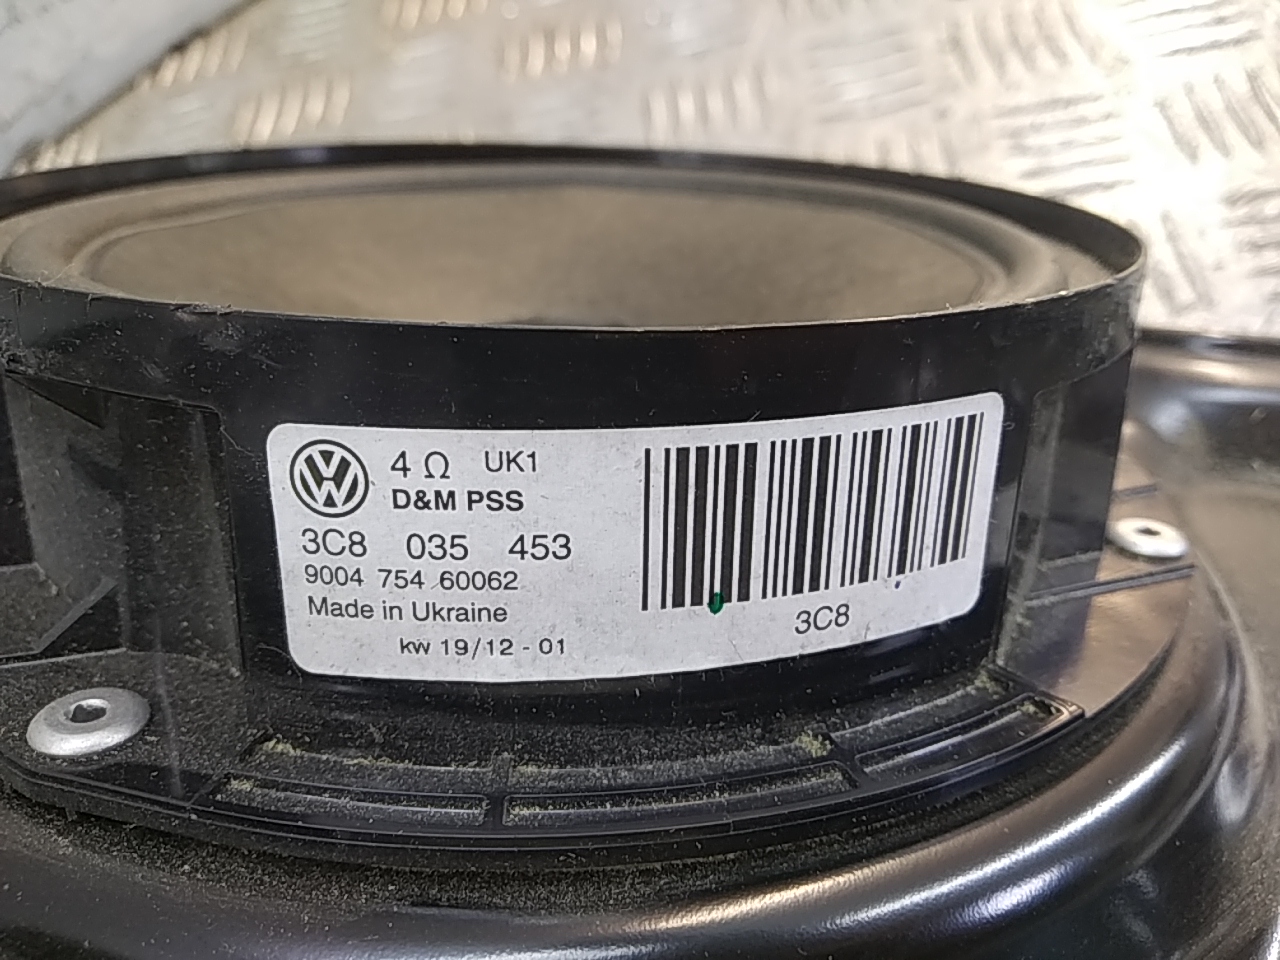 4 Ω UK1
D&M PSS
3C8 035 453
9004 754 60062
Made in Ukraine
kw 19/12 - 01
3C8